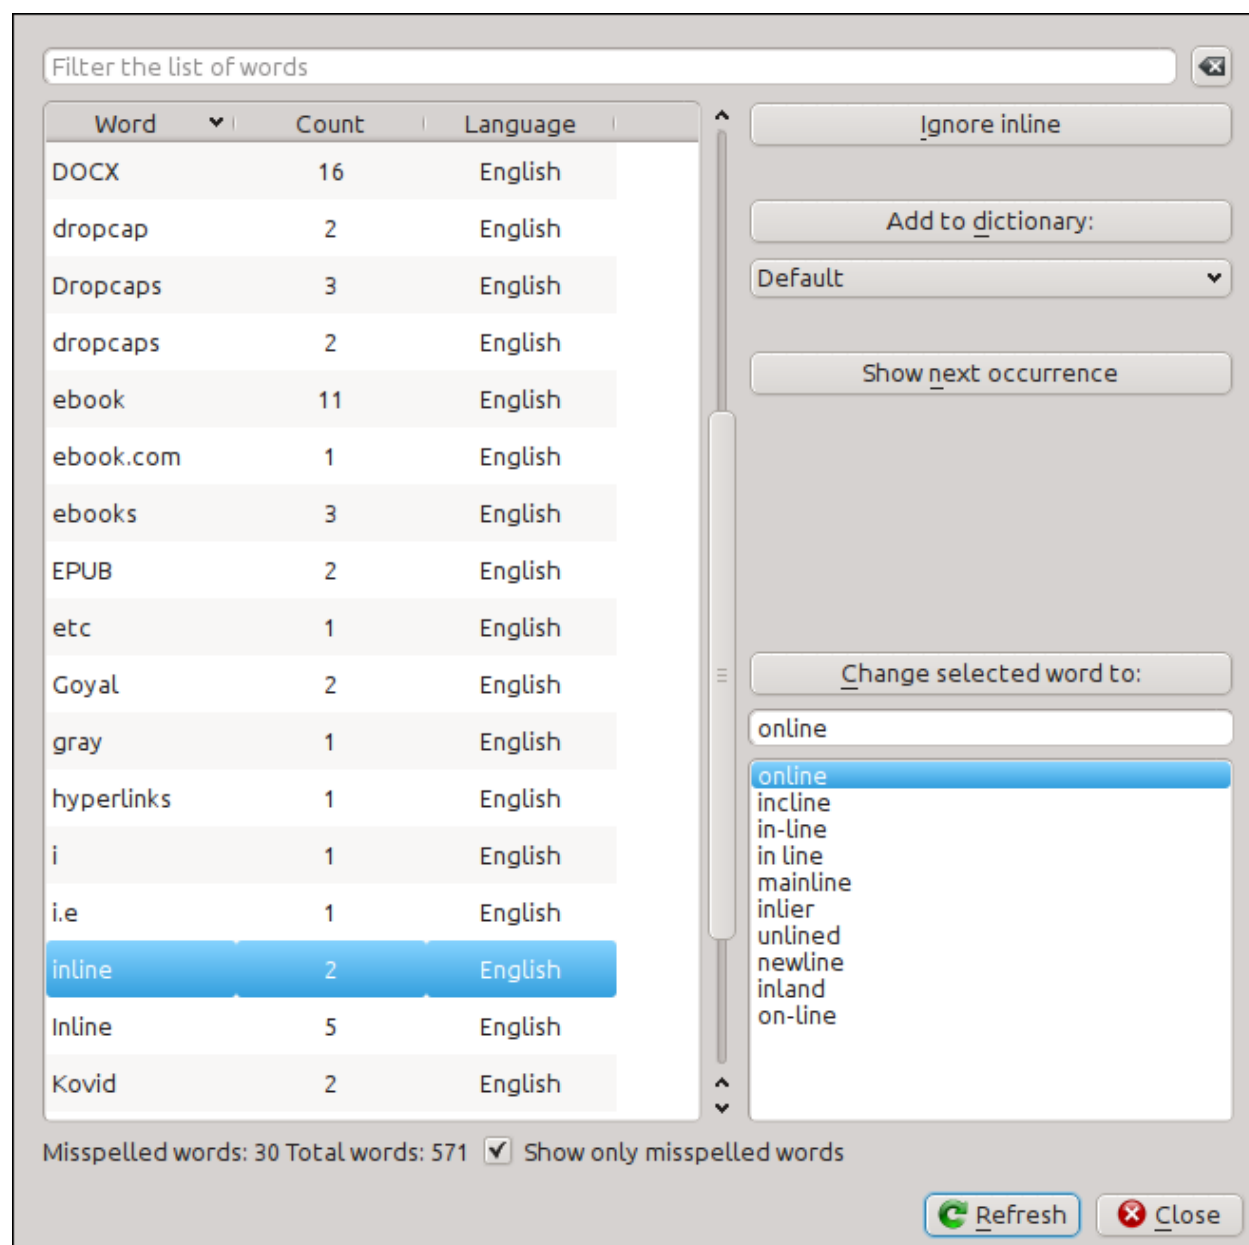 Filter the list of words
Word Count Language
DOCX 16 English
dropcap 2 English
Dropcaps 3 English
dropcaps 2 English
ebook 11 English
ebook.com 1 English
ebooks 3 English
EPUB 2 English
etc 1 English
Goyal 2 English
gray 1 English
hyperlinks 1 English
i 1 English
i.e 1 English
inline 2 English
Inline 5 English
Kovid 2 English
Ignore inline
Add to dictionary:
Default
Show next occurrence
Change selected word to:
online
online
incline
in-line
in line
mainline
inlier
unlined
newline
inland
on-line
Misspelled words: 30 Total words: 571 Show only misspelled words
Refresh Close